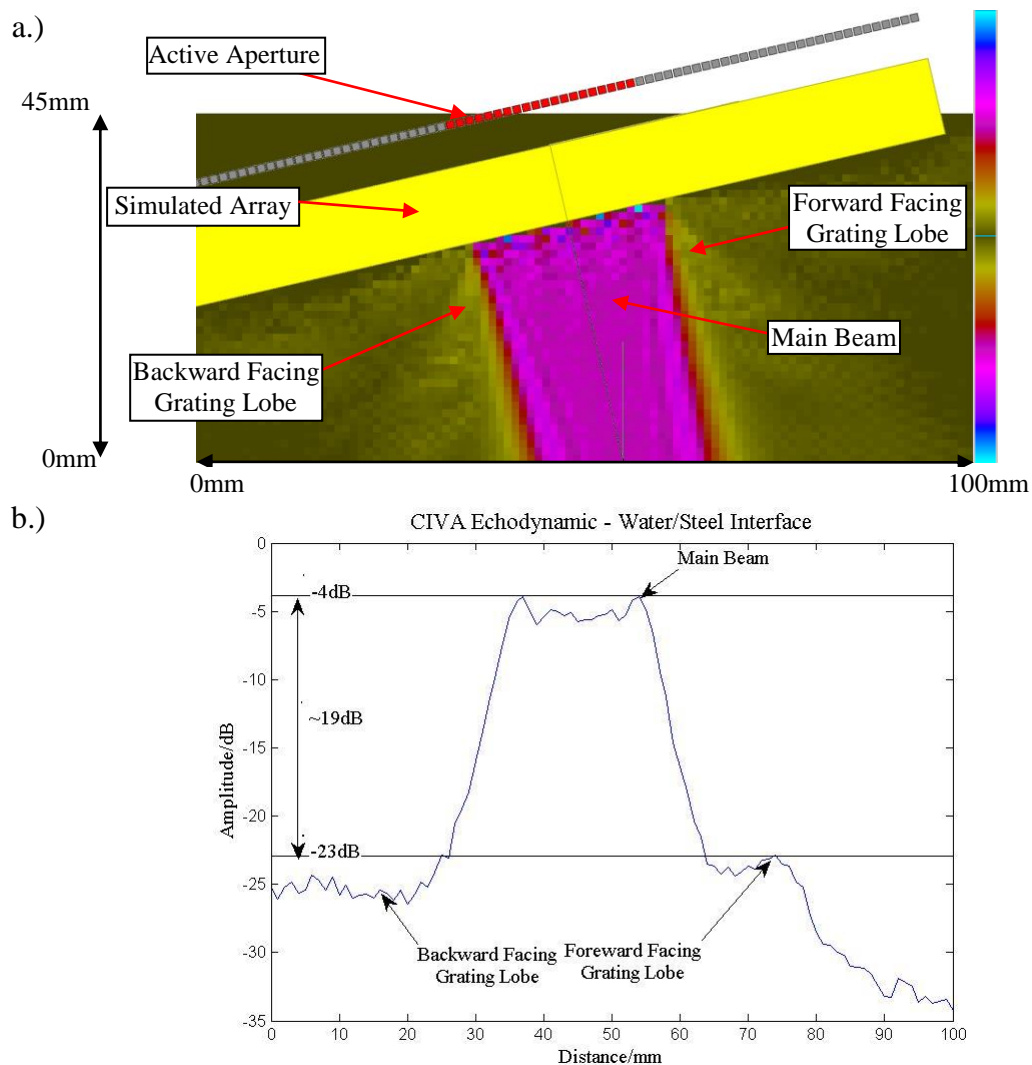 a.)
Active Aperture
45mm
Simulated Array
Forward Facing
Grating Lobe
Main Beam
Backward Facing
Grating Lobe
0mm
0mm
100mm
b.)
CIVA Echodynamic - Water/Steel Interface
0
-5
-10
-15
-20
-25
-30
-35
Amplitude/dB
-4dB
Main Beam
~19dB
-23dB
Backward Facing
Grating Lobe
Foreward Facing
Grating Lobe
0
10
20
30
40
50
60
70
80
90
100
Distance/mm